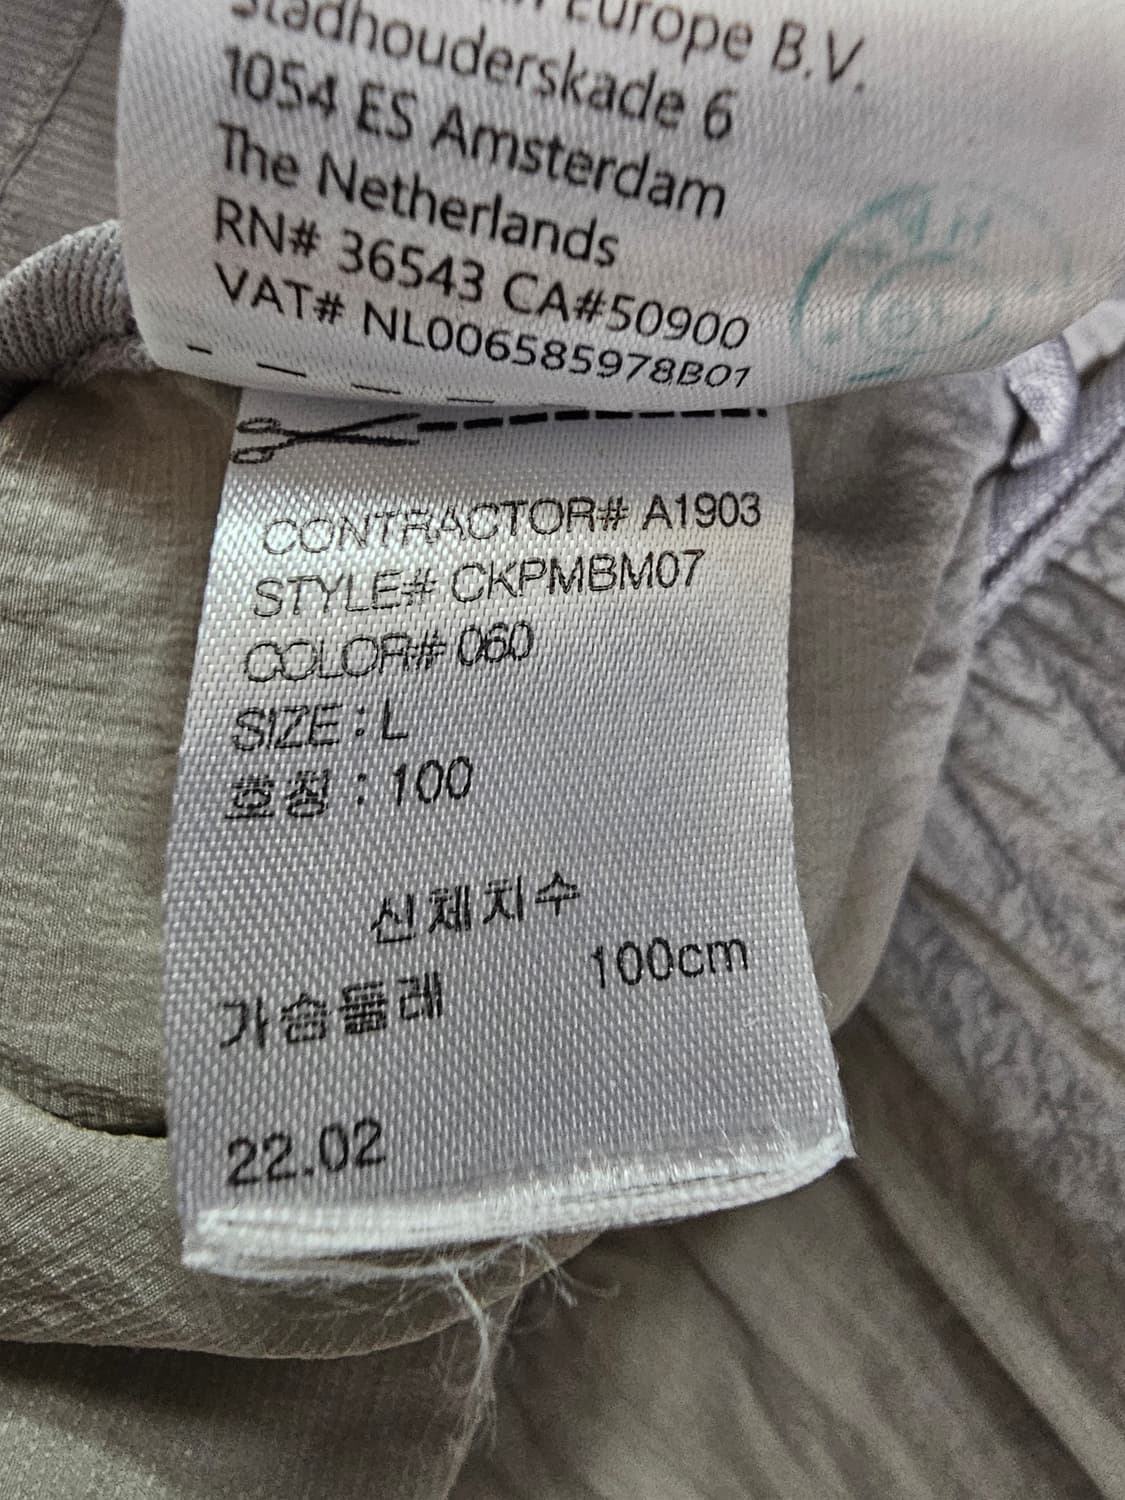 Europe B.V.
Stadhouderskade 6
1054 ES Amsterdam
The Netherlands
RN# 36543 CA#50900
VAT# NL006585978B01
CONTRACTOR# A1903
STYLE# CKPMBM07
COLOR# 060
SIZE : L
호칭 : 100
신체치수
가슴둘레 100cm
22.02